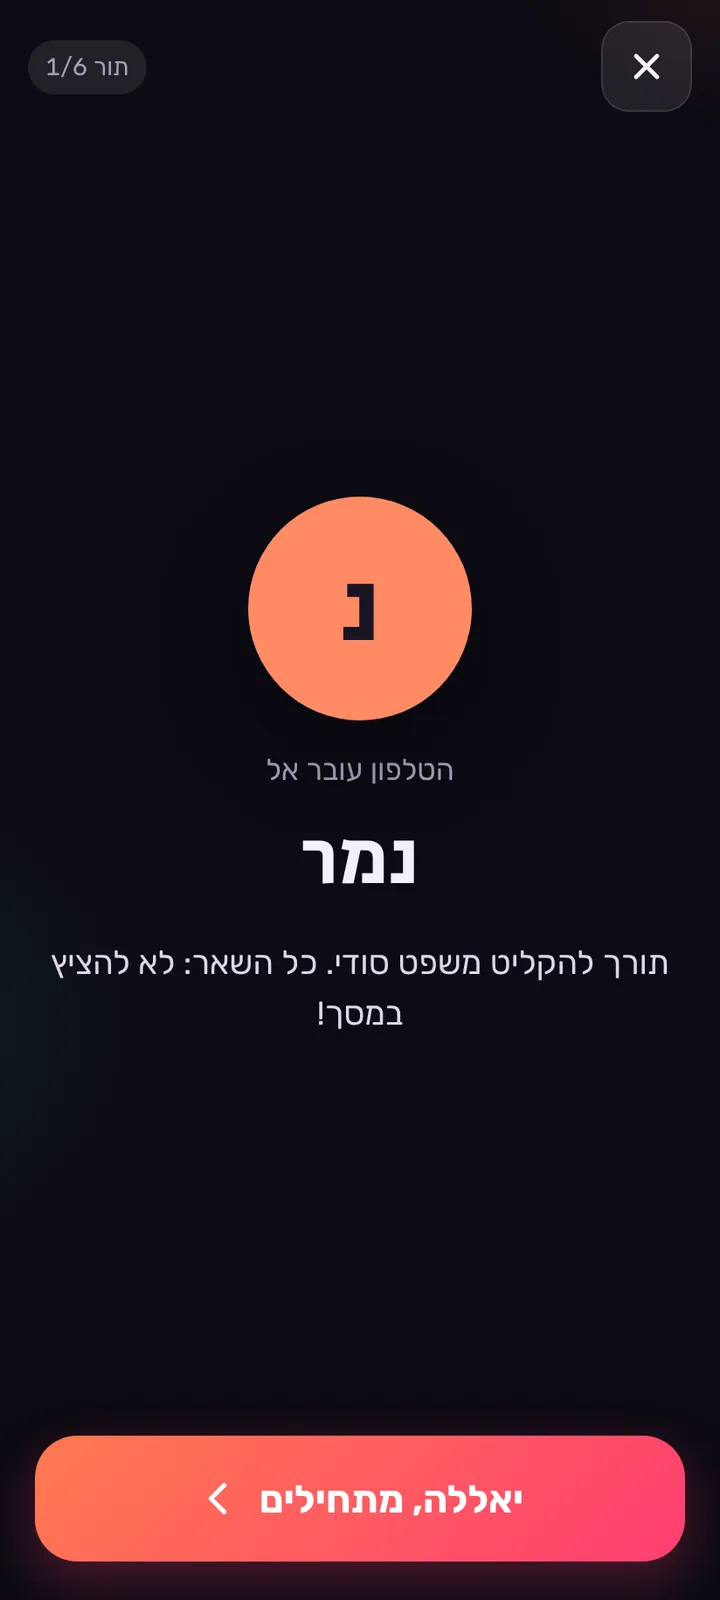 תור 1/6
נ
הטלפון עובר אל
נמר
תורך להקליט משפט סודי. כל השאר: לא להציץ
במסך!
יאללה, מתחילים